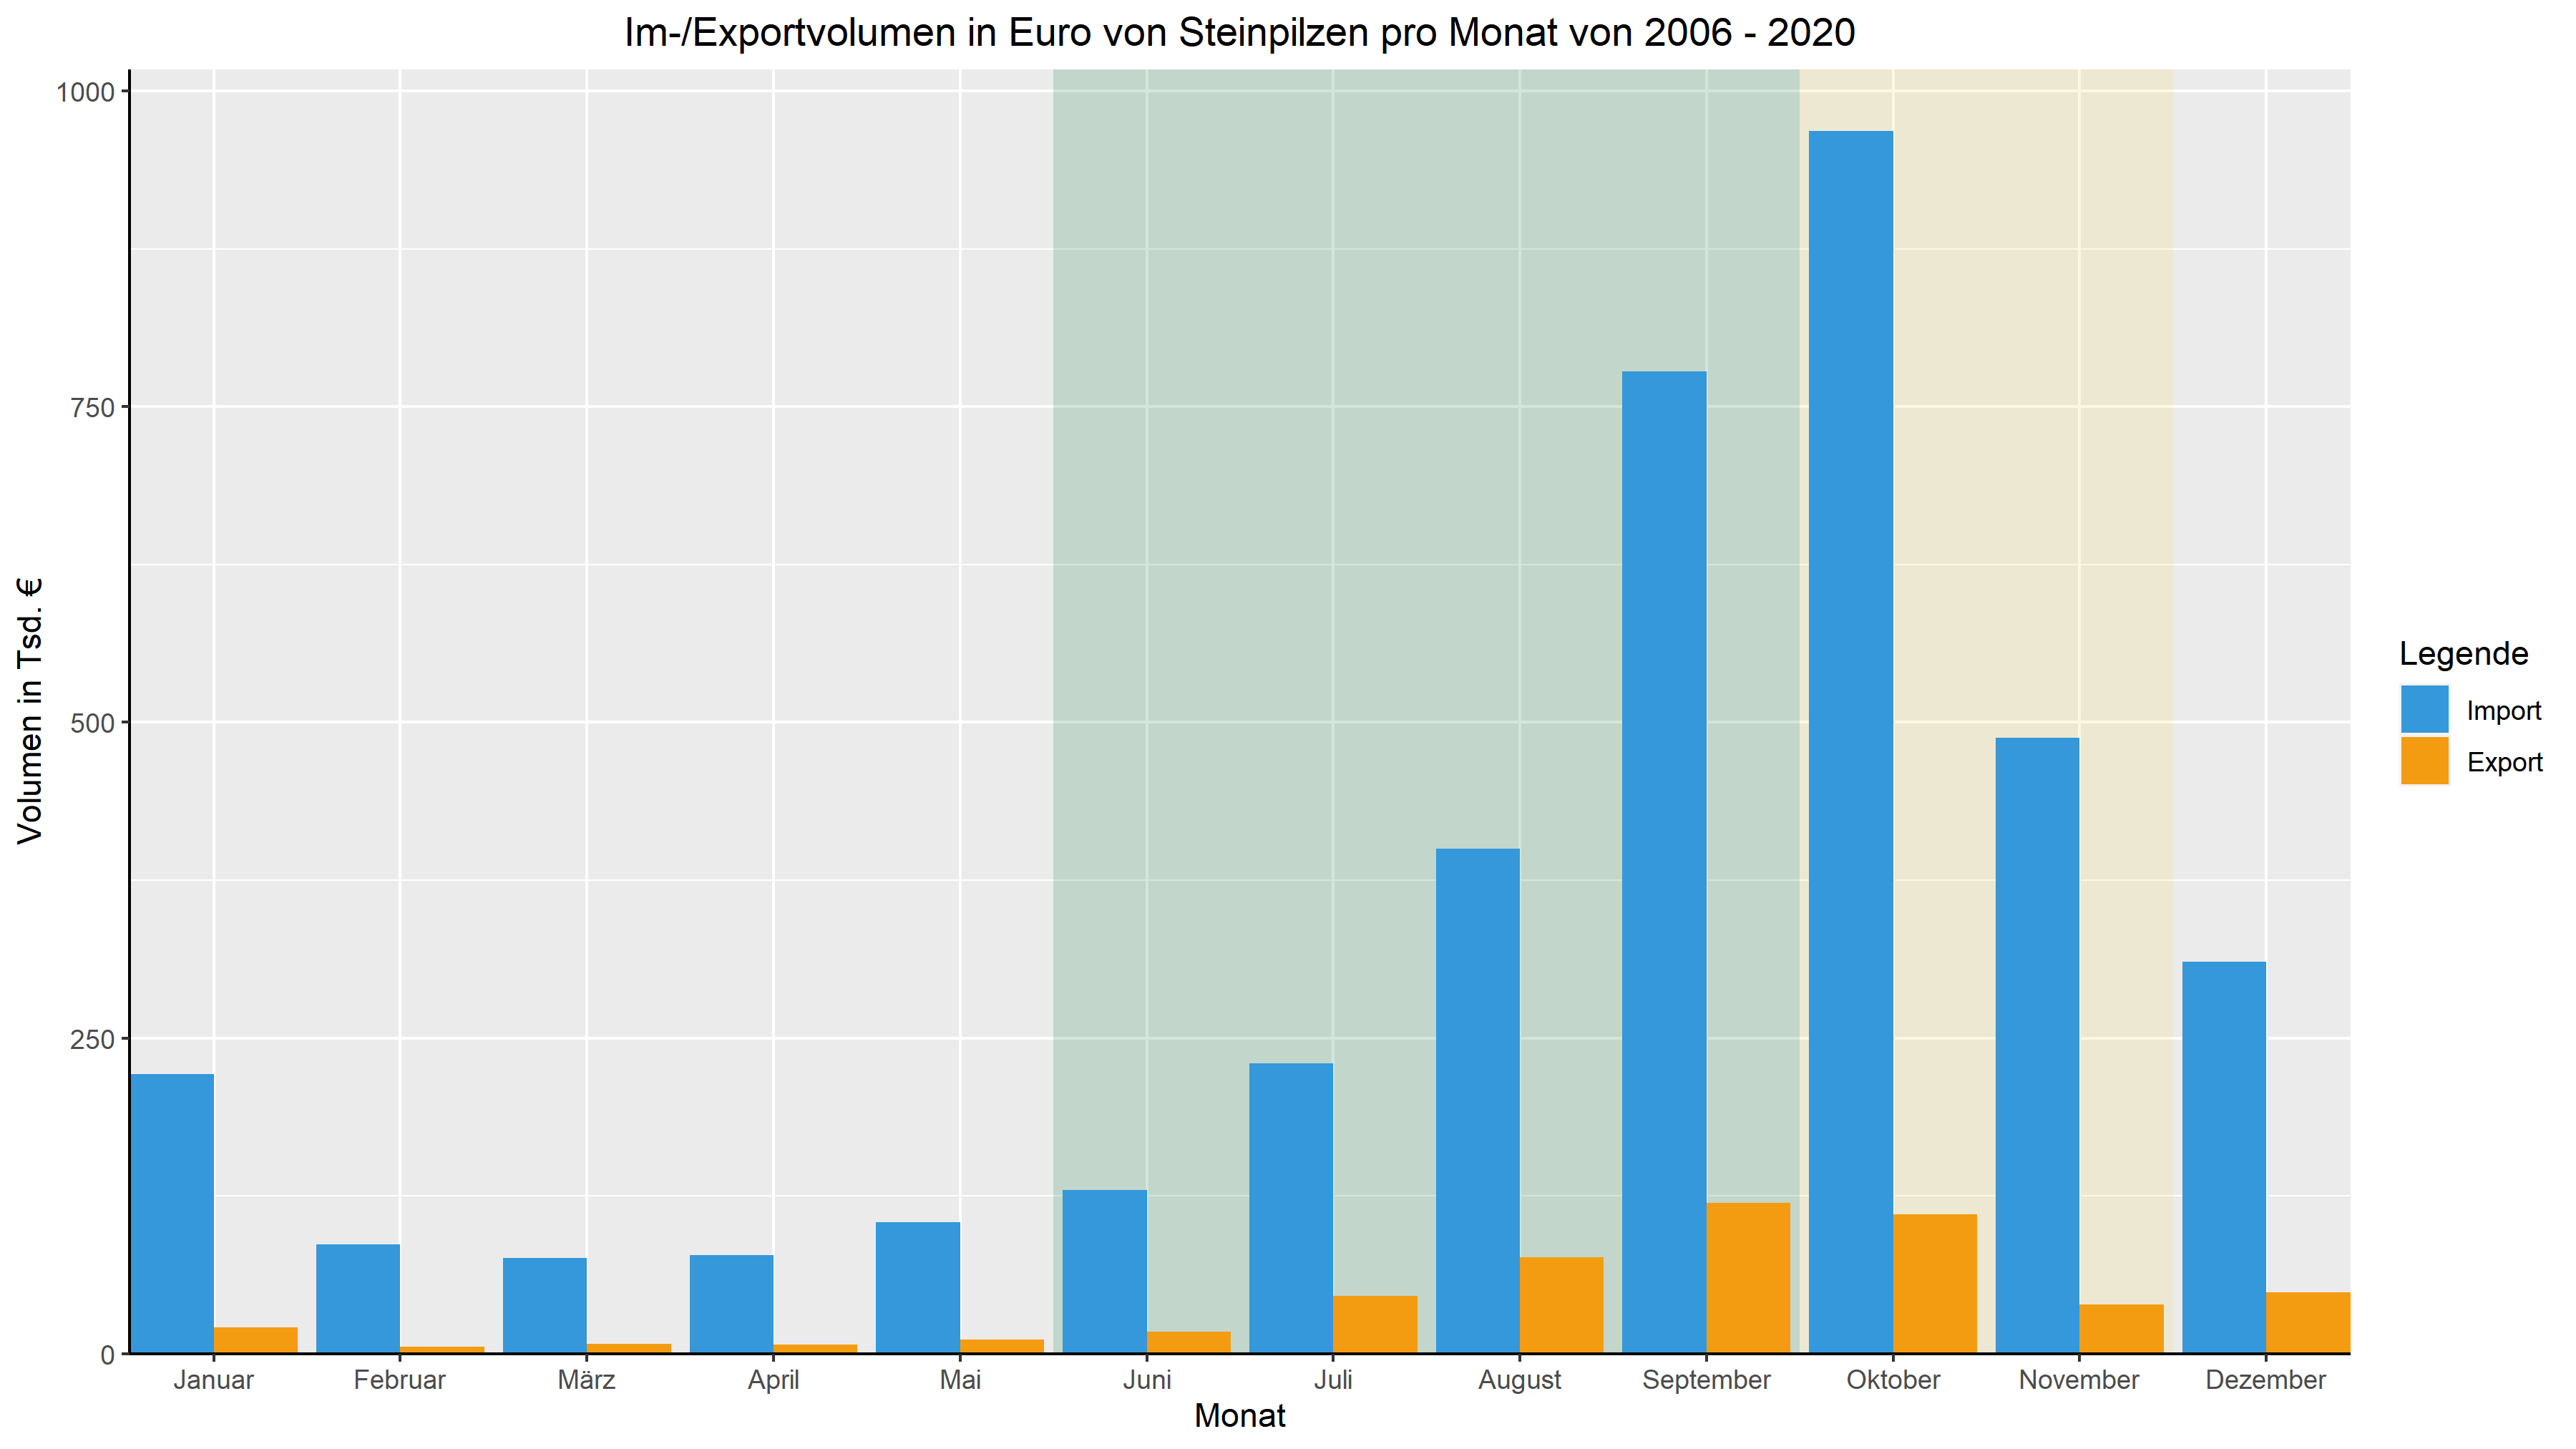 Im-/Exportvolumen in Euro von Steinpilzen pro Monat von 2006 - 2020
Volumen in Tsd. €
1000
750
500
250
0
Januar Februar März April Mai Juni Juli August September Oktober November Dezember
Monat
Legende
Import
Export